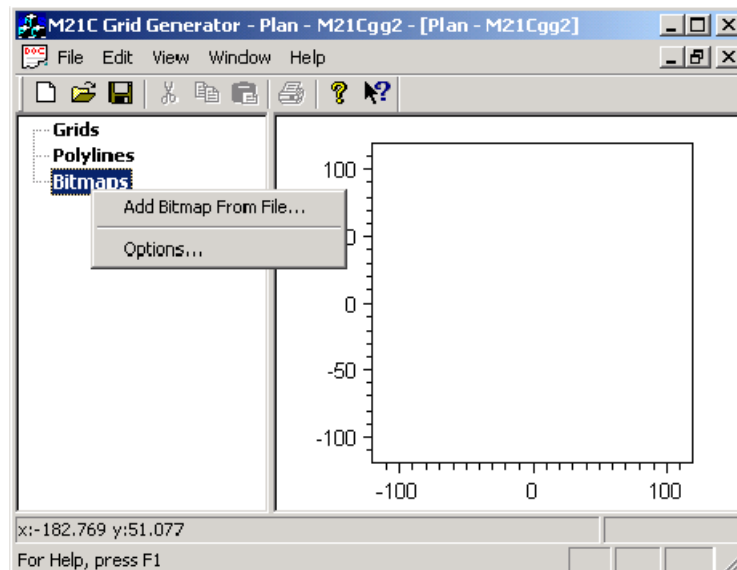 M21C Grid Generator - Plan - M21Cgg2 - [Plan - M21Cgg2]
File Edit View Window Help
Grids
Polylines
Bitmaps
Add Bitmap From File...
Options...
100
0
-50
-100
-100 0 100
x:-182.769 y:51.077
For Help, press F1